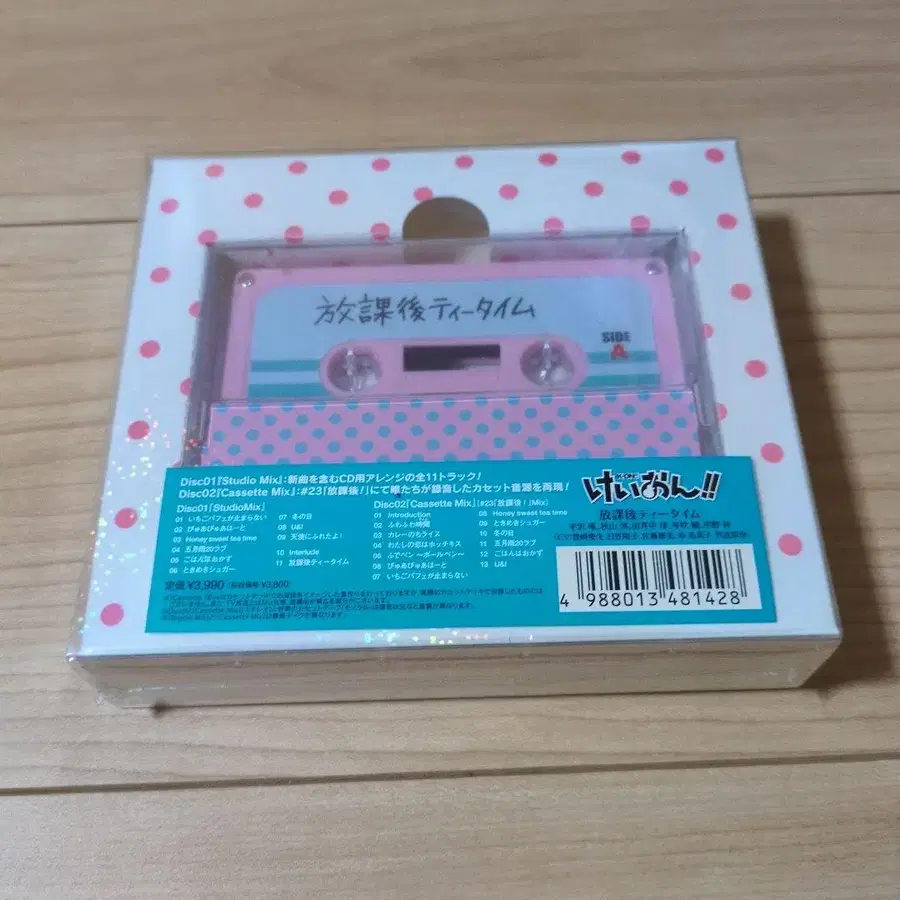 放課後ティータイム
SIDE
A
Disc01『Studio Mix』:新曲を含むCD用アレンジの全11トラック!
Disc02『Cassette Mix』:#23「放課後!」にて唯たちが録音したカセット音源を再現!
Disc01『StudioMix』
01 いちごパフェが止まらない
02 ぴゅあぴゅあはーと
03 Honey sweet tea time
04 五月雨20ラブ
05 ごはんはおかず
06 ときめきシュガー
07 冬の日
08 U&I
09 天使にふれたよ!
10 Interlude
11 放課後ティータイム
Disc02『Cassette Mix』(#23「放課後!」Mix)
01 Introduction
02 ふわふわ時間
03 カレーのちライス
04 わたしの恋はホッチキス
05 ふでペン ～ボールペン～
06 ぴゅあぴゅあはーと
07 いちごパフェが止まらない
08 Honey sweet tea time
09 ときめきシュガー
10 冬の日
11 五月雨20ラブ
12 ごはんはおかず
13 U&I
定価¥3,990
けいおん!!
放課後ティータイム
4 988013 481428